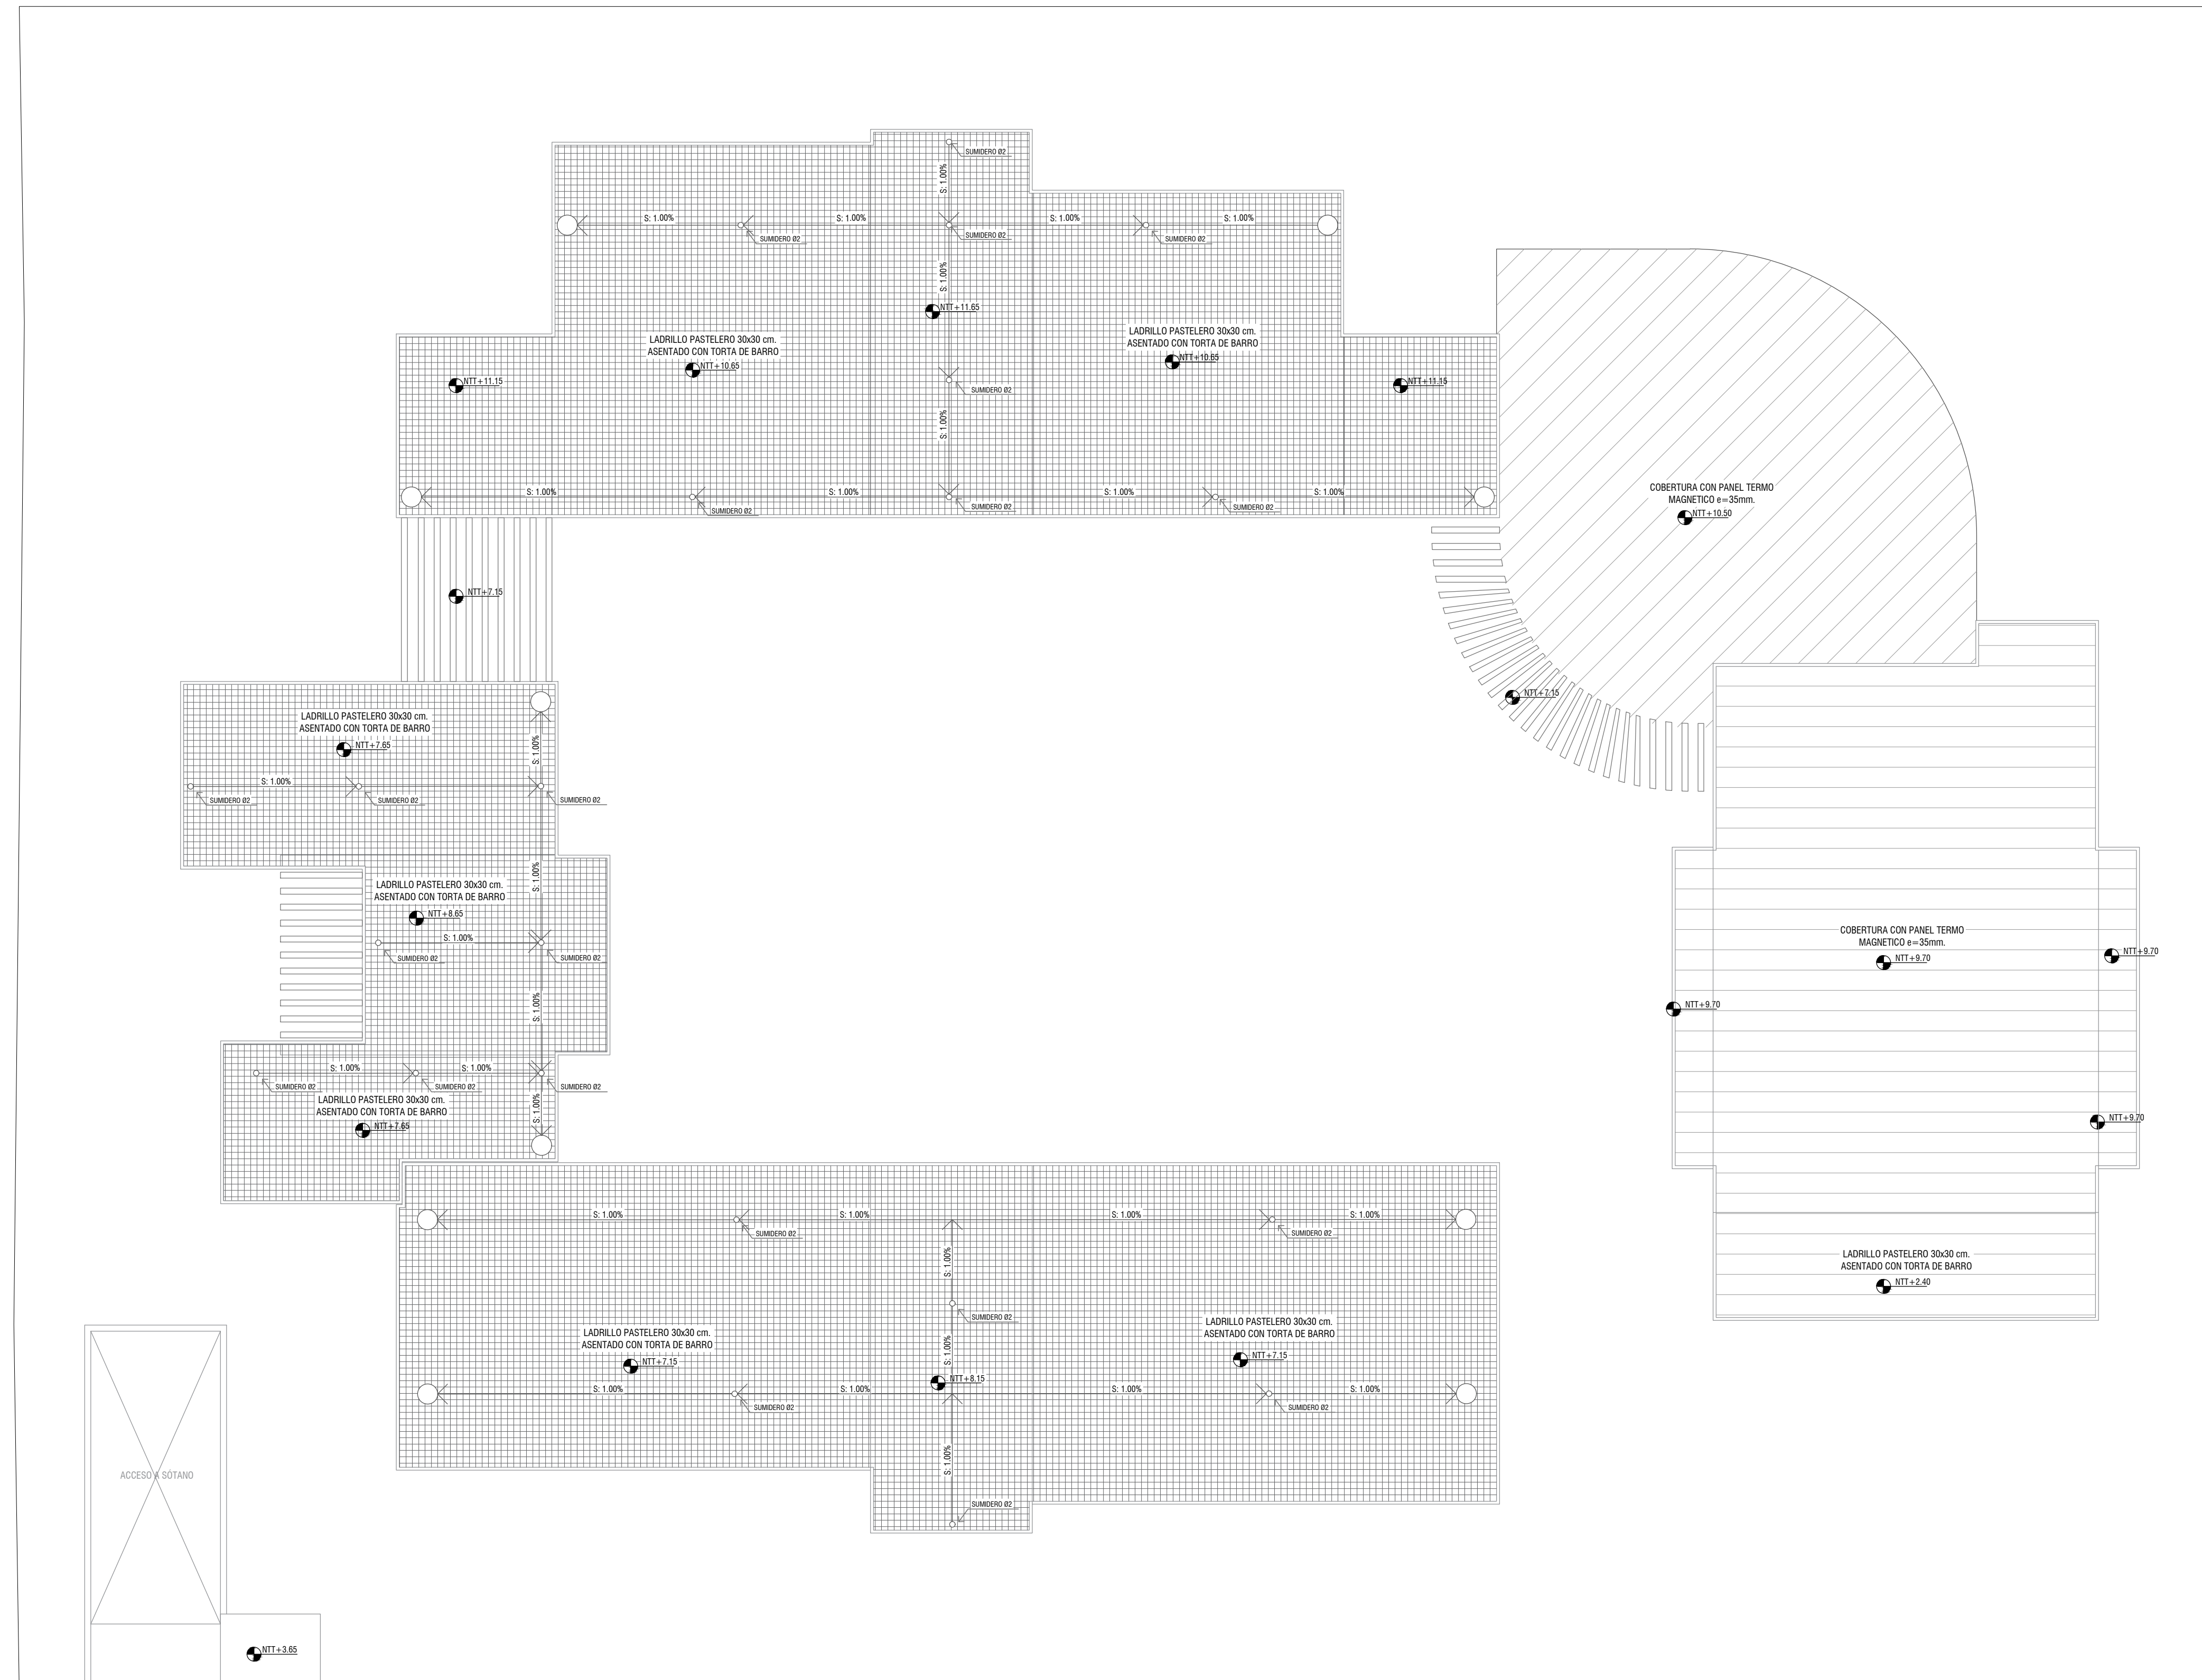 SUMIDERO Ø2
S: 1.00%
S: 1.00%
S: 1.00%
S: 1.00%
S: 1.00%
SUMIDERO Ø2
SUMIDERO Ø2
SUMIDERO Ø2
S: 1.00%
NTT+11.65
LADRILLO PASTELERO 30x30 cm.
ASENTADO CON TORTA DE BARRO
NTT+10.65
LADRILLO PASTELERO 30x30 cm.
ASENTADO CON TORTA DE BARRO
NTT+10.65
NTT+11.15
SUMIDERO Ø2
NTT+11.15
S: 1.00%
S: 1.00%
S: 1.00%
S: 1.00%
S: 1.00%
SUMIDERO Ø2
SUMIDERO Ø2
SUMIDERO Ø2
COBERTURA CON PANEL TERMO
MAGNETICO e=35mm.
NTT+10.50
NTT+7.15
NTT+7.15
LADRILLO PASTELERO 30x30 cm.
ASENTADO CON TORTA DE BARRO
NTT+7.65
S: 1.00%
S: 1.00%
SUMIDERO Ø2
SUMIDERO Ø2
SUMIDERO Ø2
S: 1.00%
LADRILLO PASTELERO 30x30 cm.
ASENTADO CON TORTA DE BARRO
NTT+8.65
S: 1.00%
SUMIDERO Ø2
SUMIDERO Ø2
S: 1.00%
COBERTURA CON PANEL TERMO
MAGNETICO e=35mm.
NTT+9.70
NTT+9.70
NTT+9.70
NTT+9.70
S: 1.00%
S: 1.00%
SUMIDERO Ø2
SUMIDERO Ø2
SUMIDERO Ø2
LADRILLO PASTELERO 30x30 cm.
ASENTADO CON TORTA DE BARRO
NTT+7.65
S: 1.00%
S: 1.00%
S: 1.00%
S: 1.00%
S: 1.00%
SUMIDERO Ø2
SUMIDERO Ø2
S: 1.00%
LADRILLO PASTELERO 30x30 cm.
ASENTADO CON TORTA DE BARRO
NTT+2.40
SUMIDERO Ø2
LADRILLO PASTELERO 30x30 cm.
ASENTADO CON TORTA DE BARRO
NTT+7.15
S: 1.00%
LADRILLO PASTELERO 30x30 cm.
ASENTADO CON TORTA DE BARRO
NTT+7.15
NTT+8.15
S: 1.00%
S: 1.00%
S: 1.00%
S: 1.00%
SUMIDERO Ø2
SUMIDERO Ø2
S: 1.00%
SUMIDERO Ø2
ACCESO A SÓTANO
NTT+3.65